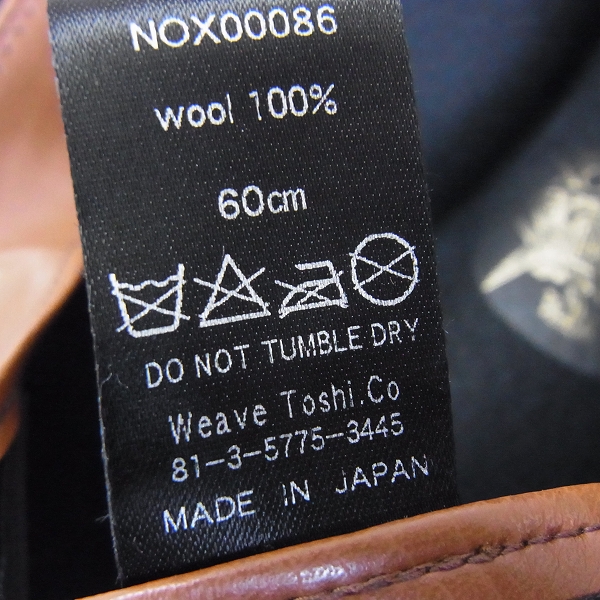 NOX00086
wool 100%
60cm
DO NOT TUMBLE DRY
Weave Toshi.Co
81-3-5775-3445
MADE IN JAPAN